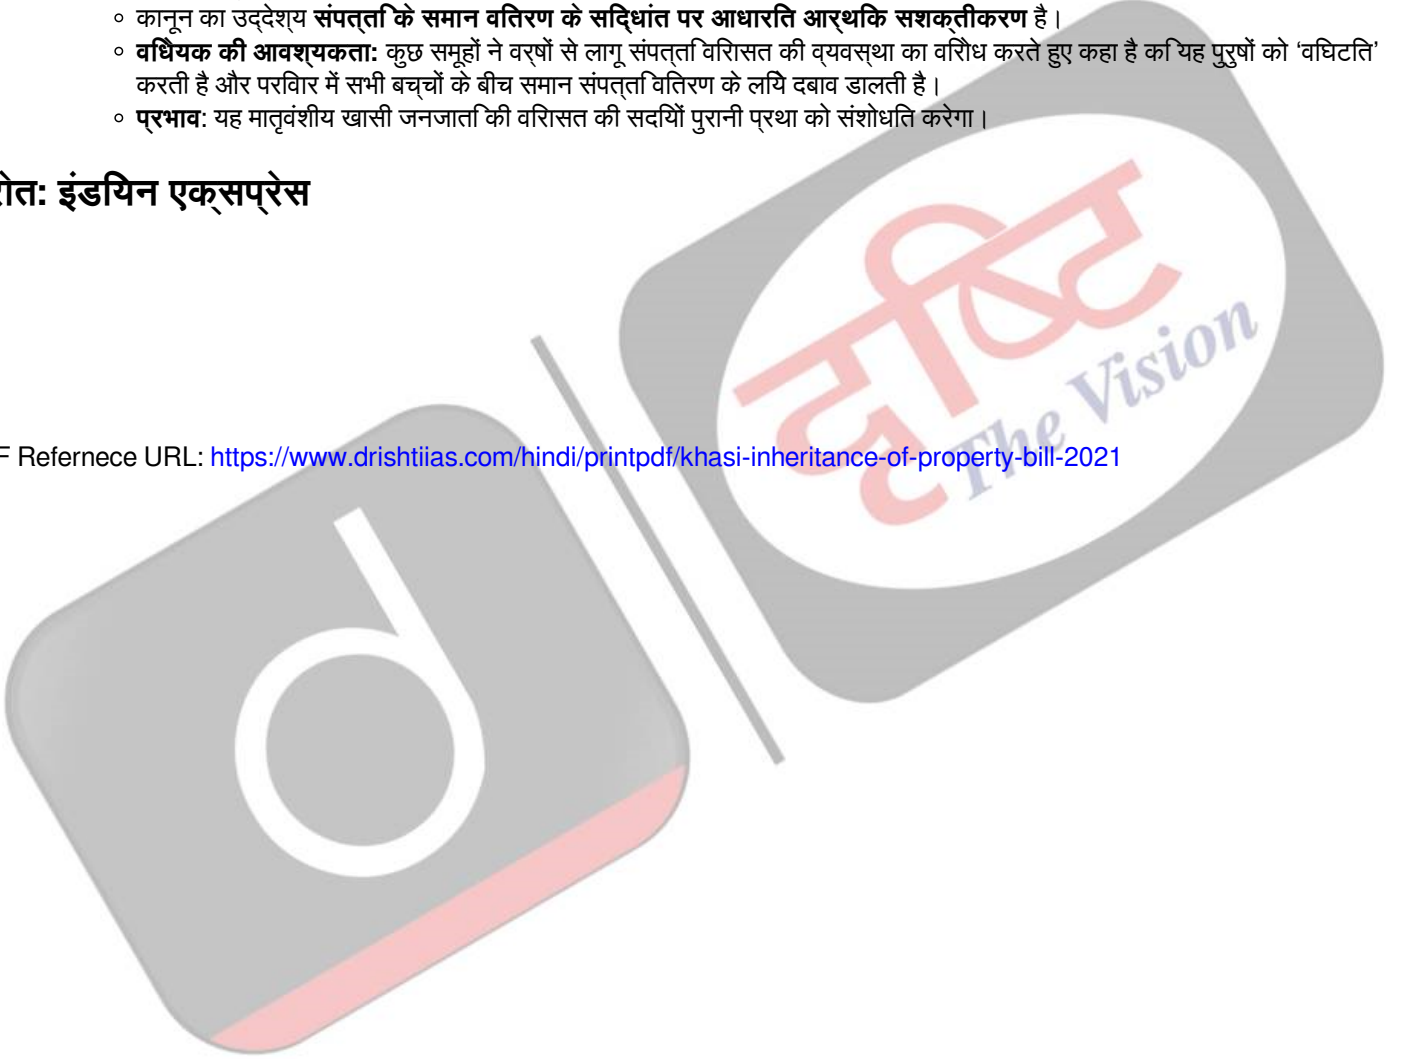 ◦ कानून का उद्देश्य संपत्ति के समान वितरण के सिद्धांत पर आधारित आर्थिक सशक्तीकरण है।
◦ विधेयक की आवश्यकता: कुछ समूहों ने वर्षों से लागू संपत्ति विरासत की व्यवस्था का विरोध करते हुए कहा है कि यह पुरुषों को ‘विघटित’
करती है और परिवार में सभी बच्चों के बीच समान संपत्ति वितरण के लिये दबाव डालती है।
◦ प्रभाव: यह मातृवंशीय खासी जनजाति की विरासत की सदियों पुरानी प्रथा को संशोधित करेगा।
रोत: इंडियन एक्सप्रेस
दृष्टि
The Vision
F Refernece URL: https://www.drishtiias.com/hindi/printpdf/khasi-inheritance-of-property-bill-2021
d